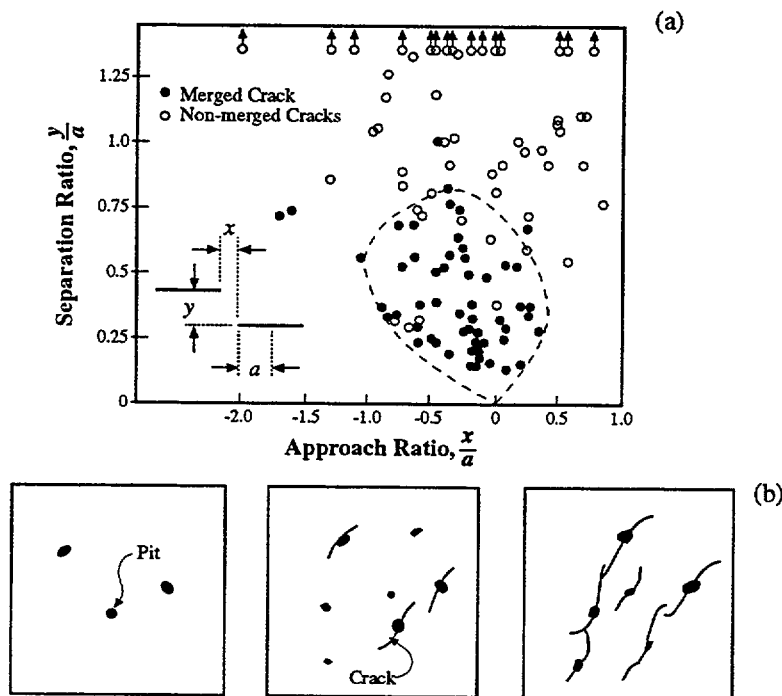 (a)
1.25
1.0
0.75
0.5
0.25
0
Separation Ratio, y/a
Merged Crack
Non-merged Cracks
x
y
a
-2.0 -1.5 -1.0 -0.5 0 0.5 1.0
Approach Ratio, x/a
(b)
Pit
Crack